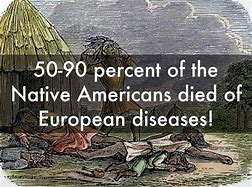 50-90 percent of the
Native Americans died of
European diseases!